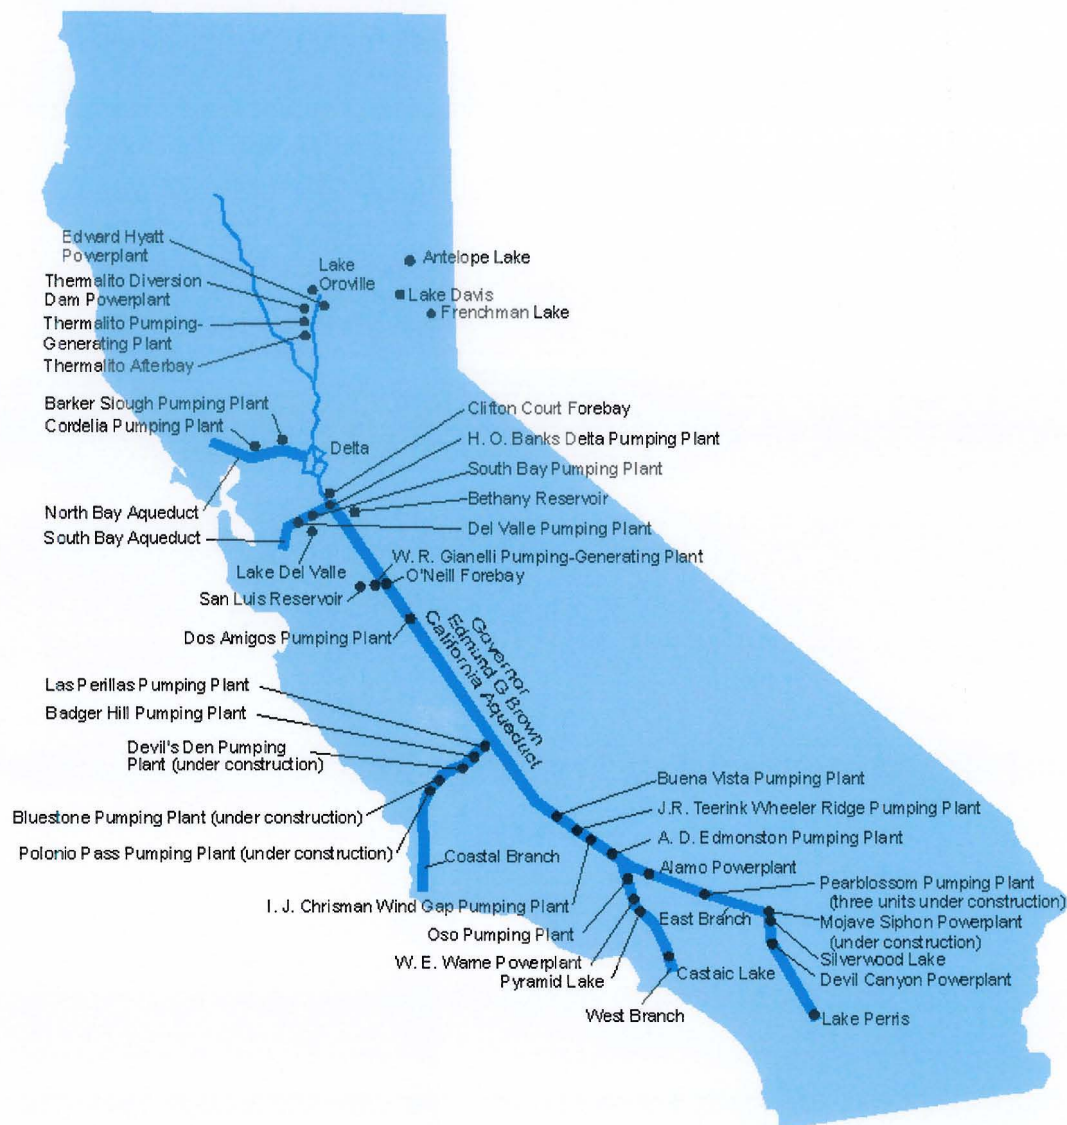 Edward Hyatt
Powerplant
Lake
Oroville
Antelope Lake
Thermalito Diversion
Dam Powerplant
Lake Davis
Frenchman Lake
Thermalito Pumping-
Generating Plant
Thermalito Afterbay
Barker Slough Pumping Plant
Cordelia Pumping Plant
Clifton Court Forebay
H. O. Banks Delta Pumping Plant
Delta
South Bay Pumping Plant
Bethany Reservoir
North Bay Aqueduct
Del Valle Pumping Plant
South Bay Aqueduct
W. R. Gianelli Pumping-Generating Plant
Lake Del Valle
O'Neill Forebay
San Luis Reservoir
Dos Amigos Pumping Plant
Governor
Edmund G Brown
California Aqueduct
Las Perillas Pumping Plant
Badger Hill Pumping Plant
Devil's Den Pumping
Plant (under construction)
Buena Vista Pumping Plant
Bluestone Pumping Plant (under construction)
J.R. Teerink Wheeler Ridge Pumping Plant
A. D. Edmonston Pumping Plant
Polonio Pass Pumping Plant (under construction)
Coastal Branch
Alamo Powerplant
Pearblossom Pumping Plant
(three units under construction)
I. J. Chrisman Wind Gap Pumping Plant
East Branch
Mojave Siphon Powerplant
(under construction)
Oso Pumping Plant
Silverwood Lake
W. E. Warne Powerplant
Pyramid Lake
Castaic Lake
Devil Canyon Powerplant
West Branch
Lake Perris